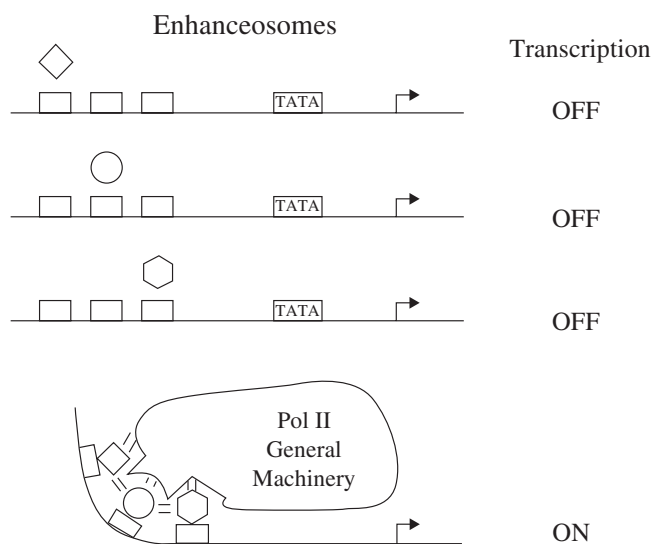 Enhanceosomes
Transcription
TATA
OFF
TATA
OFF
TATA
OFF
Pol II
General
Machinery
ON